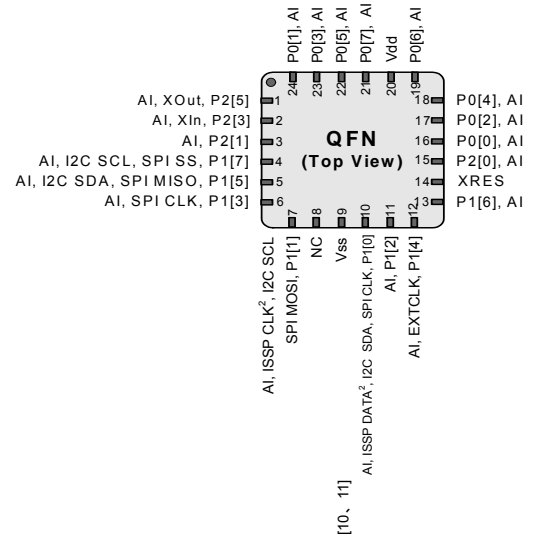 P0[1], AI
P0[3], AI
P0[5], AI
P0[7], AI
Vdd
P0[6], AI
24
23
22
21
20
19
AI, XOut, P2[5]
1
18
P0[4], AI
AI, XIn, P2[3]
2
17
P0[2], AI
AI, P2[1]
3
QFN
16
P0[0], AI
AI, I2C SCL, SPI SS, P1[7]
4
(Top View)
15
P2[0], AI
AI, I2C SDA, SPI MISO, P1[5]
5
14
XRES
AI, SPI CLK, P1[3]
6
13
P1[6], AI
7
8
9
10
11
12
AI, ISSP CLK², I2C SCL
SPI MOSI, P1[1]
NC
Vss
AI, ISSP DATA², I2C SDA, SPI CLK, P1[0]
AI, P1[2]
AI, EXTCLK, P1[4]
[10、11]